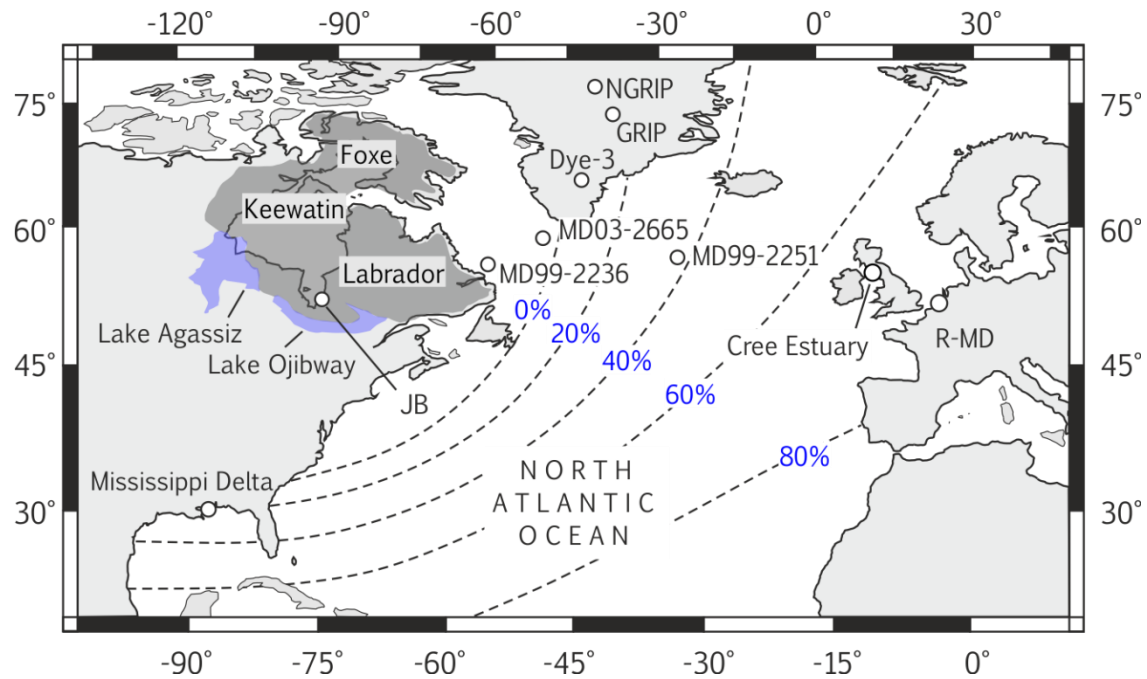 -120° -90° -60° -30° 0° 30°
75° 75°
NGRIP
GRIP
Foxe
Dye-3
Keewatin
60° 60°
MD03-2665
MD99-2251
Labrador
MD99-2236
0%
Lake Agassiz
20%
Cree Estuary
R-MD
Lake Ojibway
40%
45° 45°
60%
JB
80%
Mississippi Delta
NORTH
ATLANTIC
OCEAN
30° 30°
-90° -75° -60° -45° -30° -15° 0°